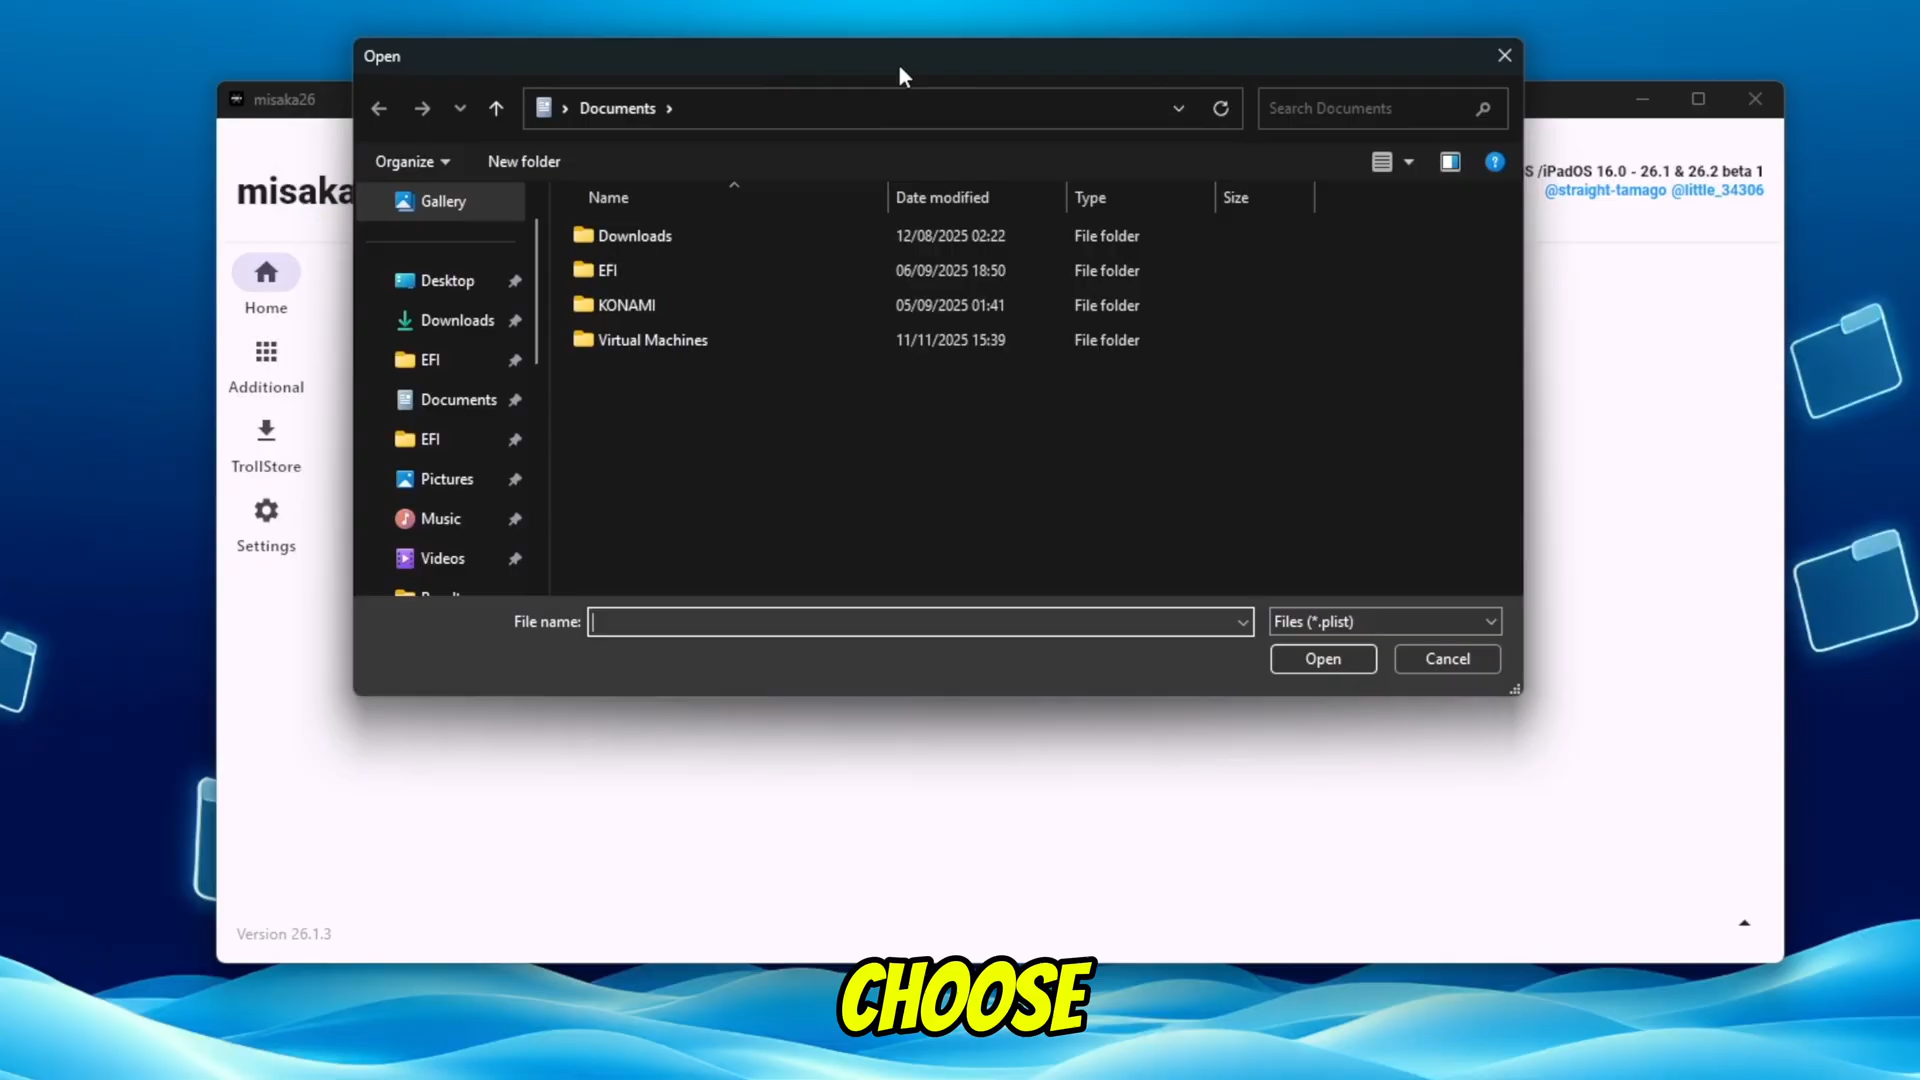 Open
misaka26
Documents
Search Documents
Organize
New folder
misaka
S /iPadOS 16.0 - 26.1 & 26.2 beta 1
@straight-tamago @little_34306
Home
Additional
TrollStore
Settings
Gallery
Desktop
Downloads
EFI
Documents
EFI
Pictures
Music
Videos
Name Date modified Type Size
Downloads 12/08/2025 02:22 File folder
EFI 06/09/2025 18:50 File folder
KONAMI 05/09/2025 01:41 File folder
Virtual Machines 11/11/2025 15:39 File folder
File name:
Files (*.plist)
Open Cancel
Version 26.1.3
CHOOSE